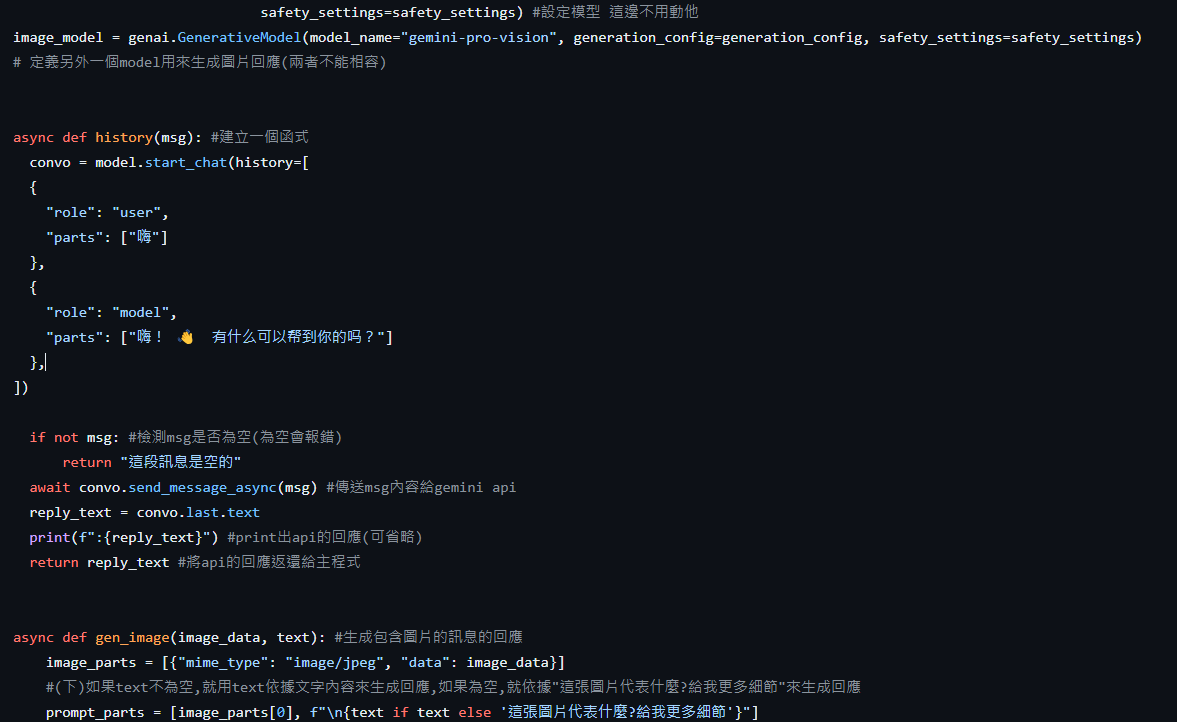 safety_settings=safety_settings) #設定模型 這邊不用動他
image_model = genai.GenerativeModel(model_name="gemini-pro-vision", generation_config=generation_config, safety_settings=safety_settings)
# 定義另外一個model用來生成圖片回應(兩者不能相容)
async def history(msg): #建立一個函式
convo = model.start_chat(history=[
{
"role": "user",
"parts": ["嗨"]
},
{
"role": "model",
"parts": ["嗨！ 👋  有什么可以帮到你的吗？"]
},
])
if not msg: #檢測msg是否為空(為空會報錯)
return "這段訊息是空的"
await convo.send_message_async(msg) #傳送msg內容給gemini api
reply_text = convo.last.text
print(f":{reply_text}") #print出api的回應(可省略)
return reply_text #將api的回應返還給主程式
async def gen_image(image_data, text): #生成包含圖片的訊息的回應
image_parts = [{"mime_type": "image/jpeg", "data": image_data}]
#(下)如果text不為空,就用text依據文字內容來生成回應,如果為空,就依據"這張圖片代表什麼?給我更多細節"來生成回應
prompt_parts = [image_parts[0], f"\n{text if text else '這張圖片代表什麼?給我更多細節'}"]